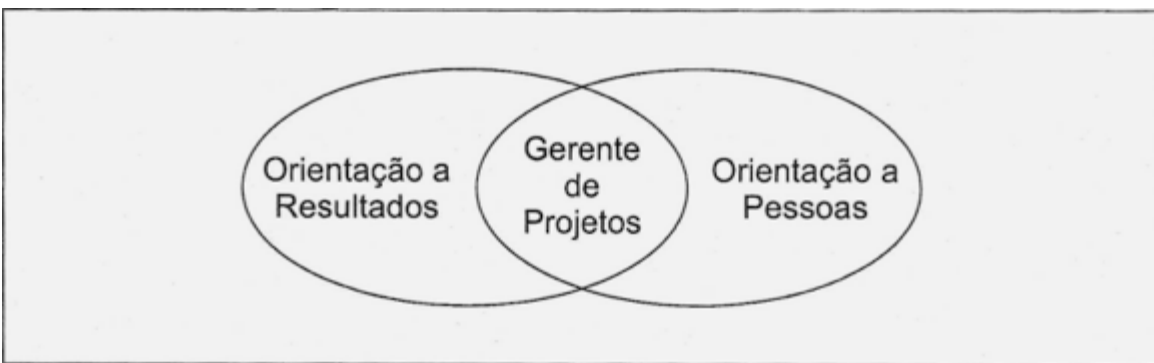 Orientação a
Resultados
Gerente
de
Projetos
Orientação a
Pessoas